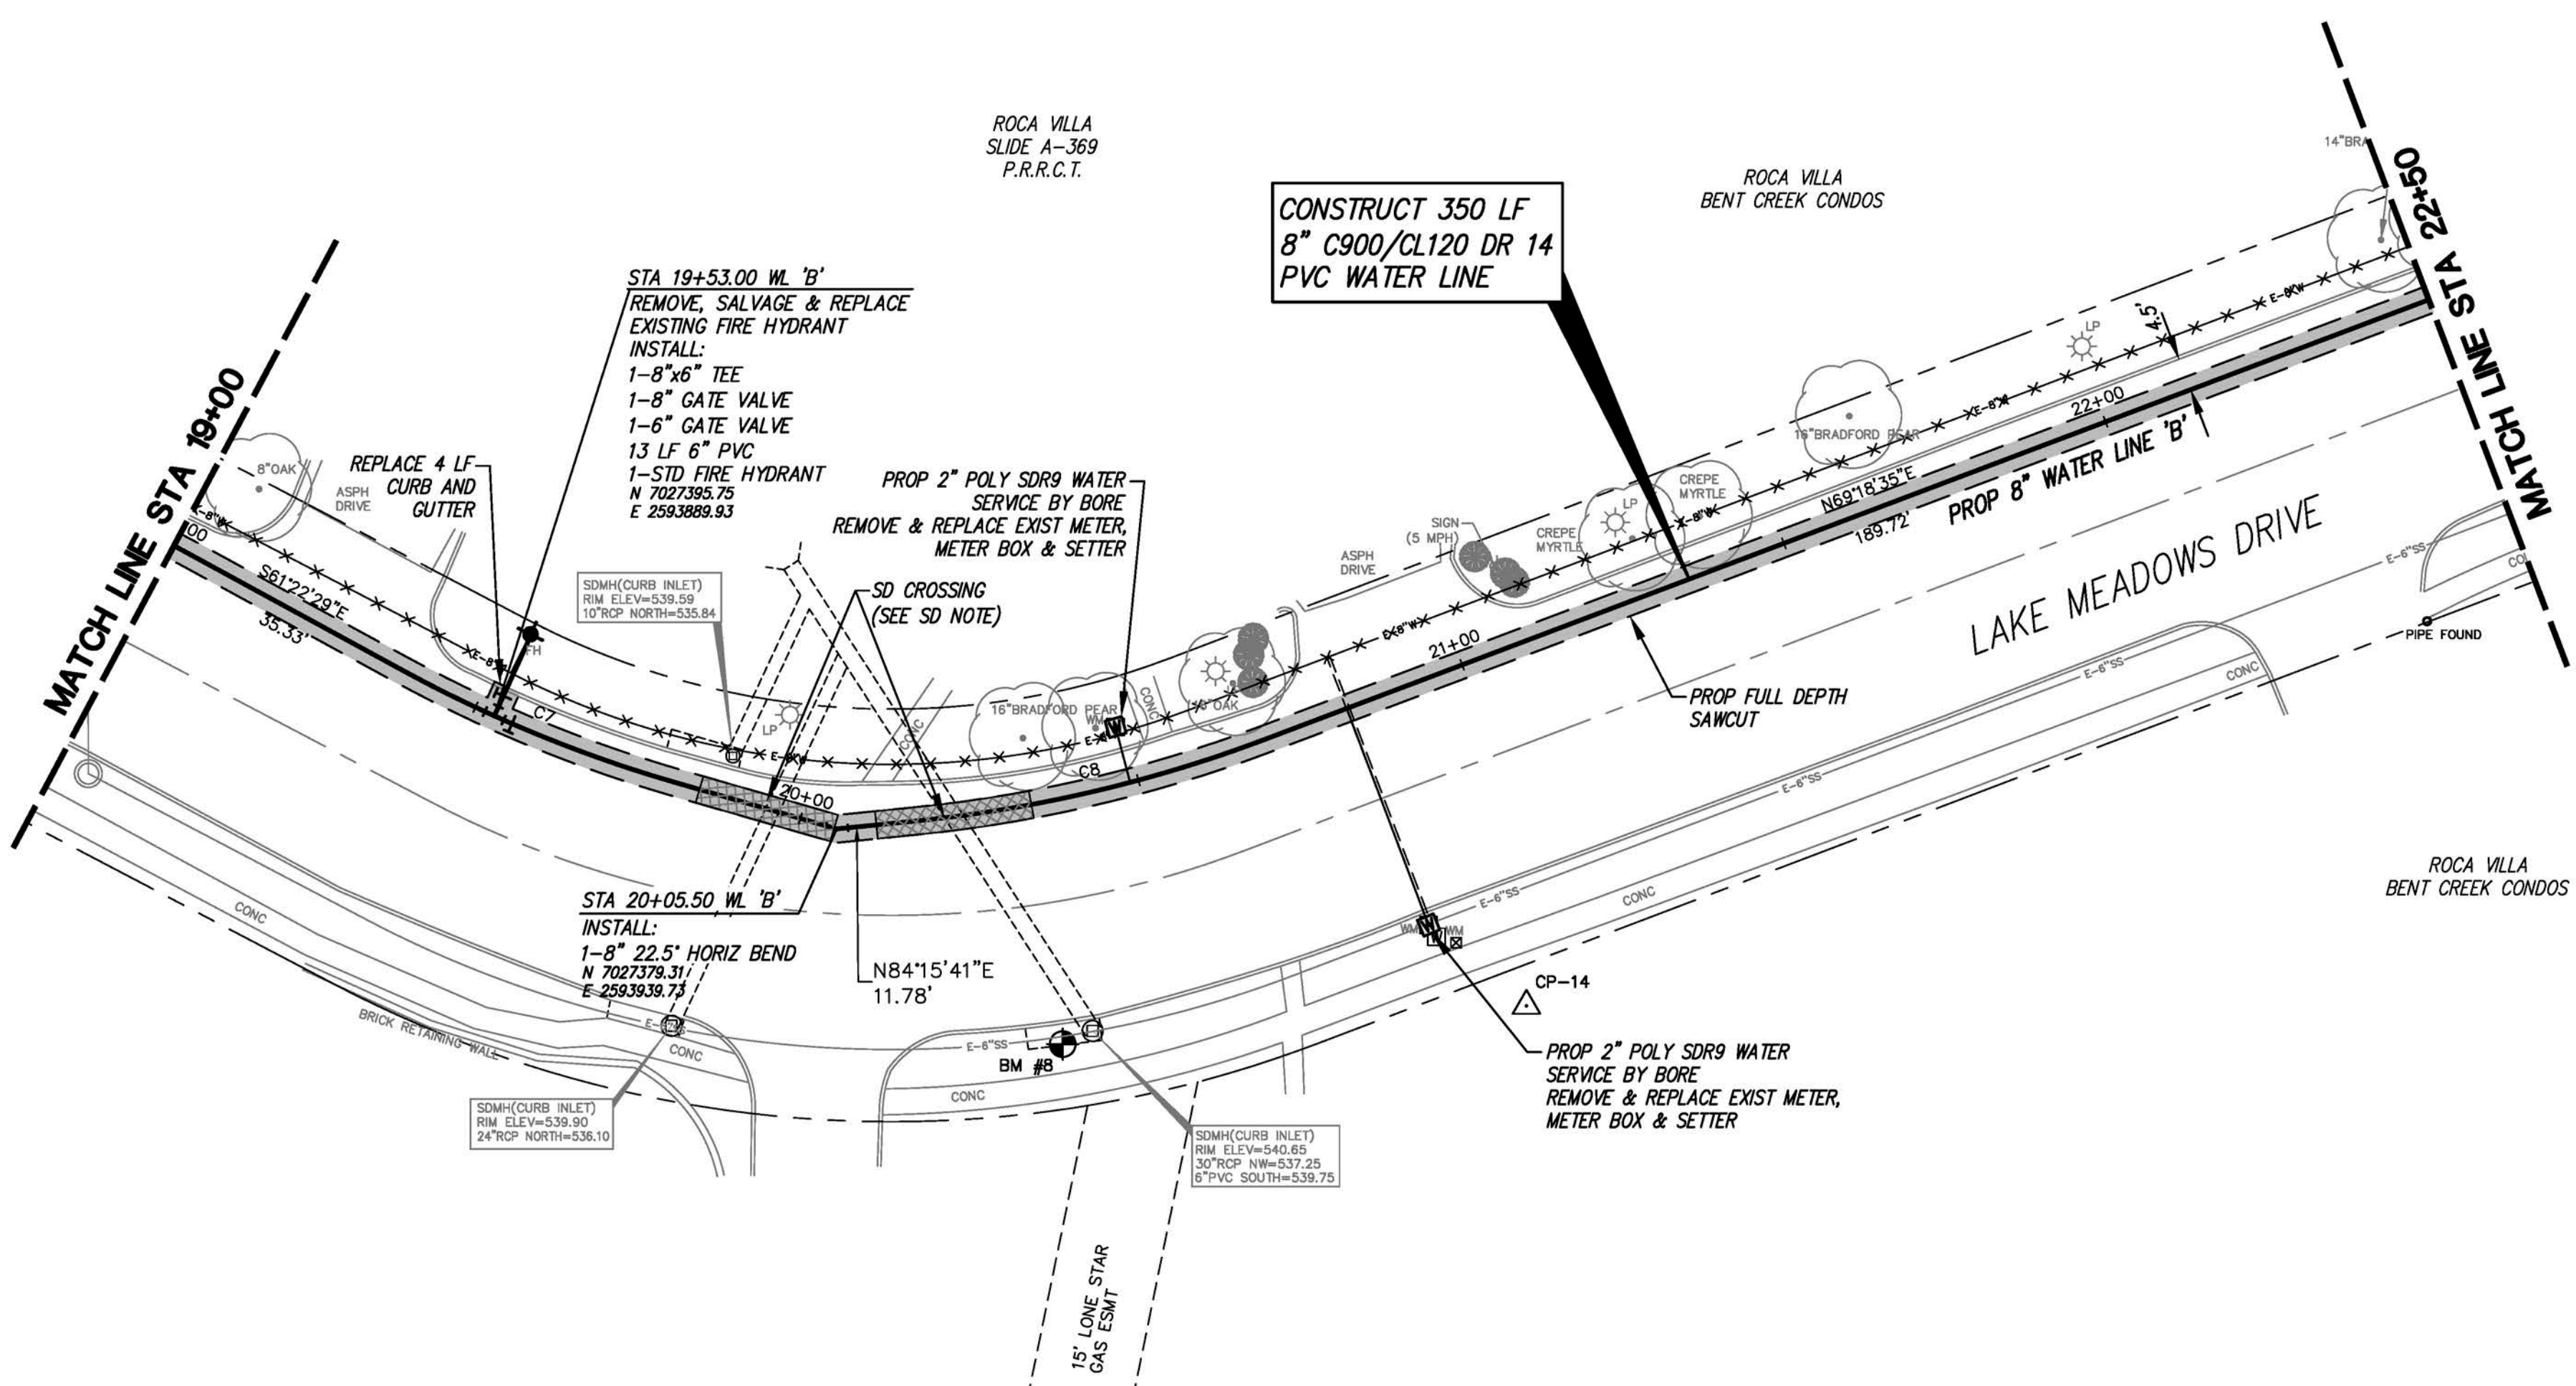 ROCA VILLA
SLIDE A-369
P.R.R.C.T.
ROCA VILLA
BENT CREEK CONDOS
14"BRA
CONSTRUCT 350 LF
8" C900/CL120 DR 14
PVC WATER LINE
MATCH LINE STA 19+00
MATCH LINE STA 22+50
STA 19+53.00 WL 'B'
REMOVE, SALVAGE & REPLACE
EXISTING FIRE HYDRANT
INSTALL:
1-8"x6" TEE
1-8" GATE VALVE
1-6" GATE VALVE
13 LF 6" PVC
1-STD FIRE HYDRANT
N 7027395.75
E 2593889.93
REPLACE 4 LF
CURB AND
GUTTER
8"OAK
ASPH
DRIVE
00
S61°22'29"E
35.33'
FH
C7
SDMH(CURB INLET)
RIM ELEV=539.59
10"RCP NORTH=535.84
PROP 2" POLY SDR9 WATER
SERVICE BY BORE
REMOVE & REPLACE EXIST METER,
METER BOX & SETTER
SD CROSSING
(SEE SD NOTE)
LP
CONC
16"BRADFORD PEAR
WM
W
CONC
OAK
C8
20+00
SIGN
(5 MPH)
ASPH
DRIVE
CREPE
MYRTLE
LP
CREPE
MYRTLE
16"BRADFORD PEAR
LP
4.5'
E-8"W
E-8"W
E-8"W
21+00
22+00
N69°18'35"E
189.72'
PROP 8" WATER LINE 'B'
LAKE MEADOWS DRIVE
PROP FULL DEPTH
SAWCUT
E-6"SS
E-6"SS
E-6"SS
E-6"SS
CONC
PIPE FOUND
ROCA VILLA
BENT CREEK CONDOS
STA 20+05.50 WL 'B'
INSTALL:
1-8" 22.5° HORIZ BEND
N 7027379.31
E 2593939.73
N84°15'41"E
11.78'
CONC
BRICK RETAINING WALL
CONC
E-6"SS
BM #8
CONC
CONC
WM
W
W
WM
CP-14
PROP 2" POLY SDR9 WATER
SERVICE BY BORE
REMOVE & REPLACE EXIST METER,
METER BOX & SETTER
SDMH(CURB INLET)
RIM ELEV=539.90
24"RCP NORTH=536.10
SDMH(CURB INLET)
RIM ELEV=540.65
30"RCP NW=537.25
6"PVC SOUTH=539.75
15' LONE STAR
GAS ESMT